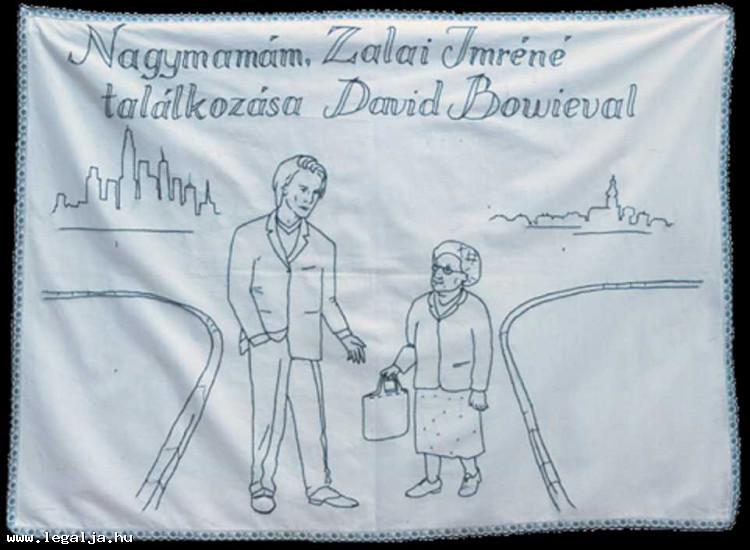 Nagymamám, Zalai Imréné
találkozása David Bowieval
www.legalja.hu